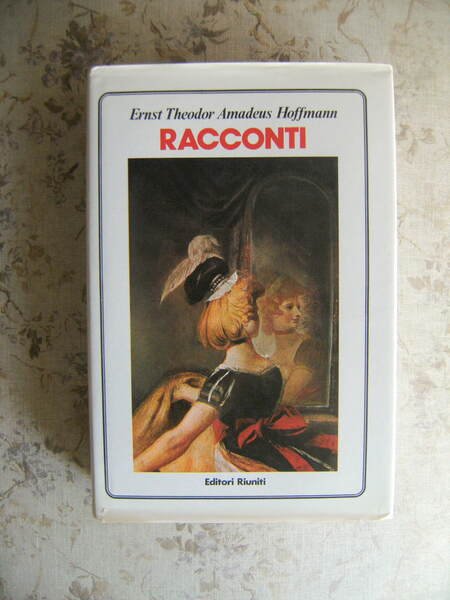 Ernst Theodor Amadeus Hoffmann
RACCONTI
Editori Riuniti